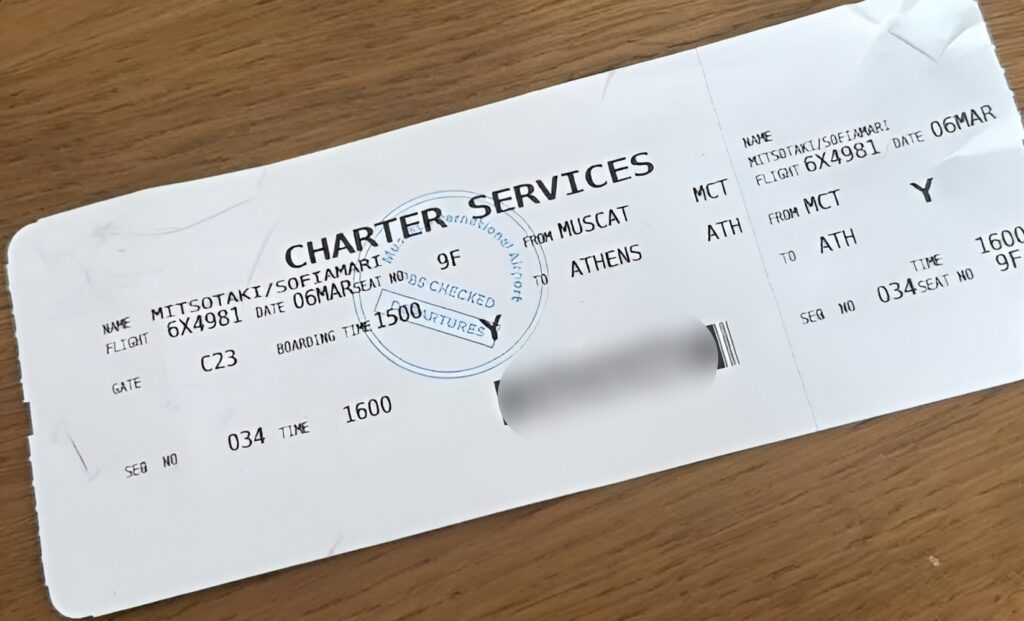 CHARTER SERVICES
NAME MITSOTAKI/SOFIAMARI
FLIGHT 6X4981 DATE 06MAR SEAT NO 9F
FROM MUSCAT MCT
TO ATHENS ATH
GATE C23 BOARDING TIME 1500 Y
SEQ NO 034 TIME 1600
Muscat International Airport
CHECKED
DEPARTURES
NAME
MITSOTAKI/SOFIAMARI
FLIGHT 6X4981 DATE 06MAR
FROM MCT Y
TO ATH
TIME 1600
SEQ NO 034 SEAT NO 9F